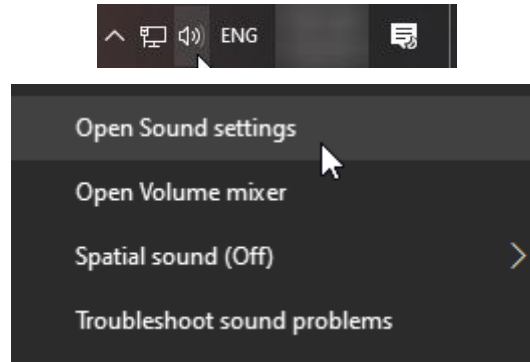 ENG
Open Sound settings
Open Volume mixer
Spatial sound (Off)
Troubleshoot sound problems